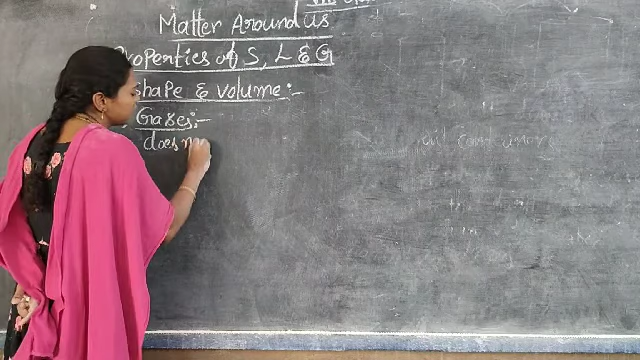 Matter Around us
Properties of S, L & G
shape & volume:-
Gases:-
does n